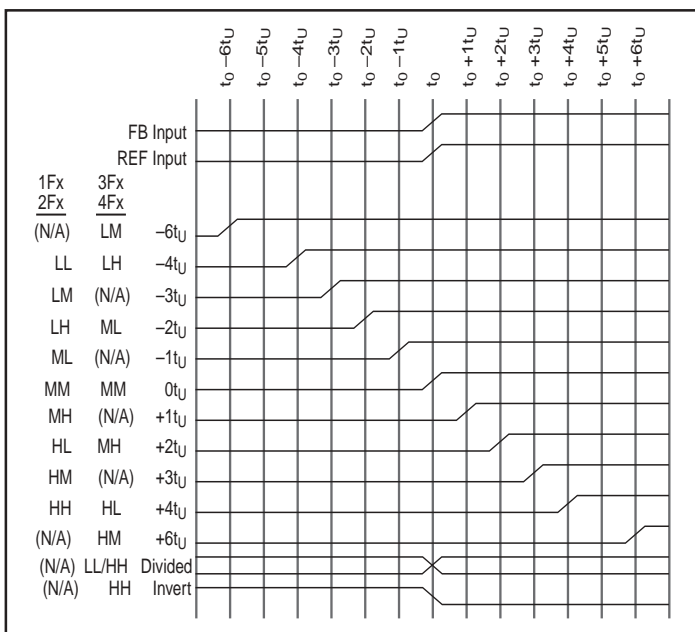 t₀ –6tU
t₀ –5tU
t₀ –4tU
t₀ –3tU
t₀ –2tU
t₀ –1tU
t₀
t₀ +1tU
t₀ +2tU
t₀ +3tU
t₀ +4tU
t₀ +5tU
t₀ +6tU
FB Input
REF Input
1Fx 3Fx
2Fx 4Fx
(N/A) LM –6tU
LL LH –4tU
LM (N/A) –3tU
LH ML –2tU
ML (N/A) –1tU
MM MM 0tU
MH (N/A) +1tU
HL MH +2tU
HM (N/A) +3tU
HH HL +4tU
(N/A) HM +6tU
(N/A) LL/HH Divided
(N/A) HH Invert